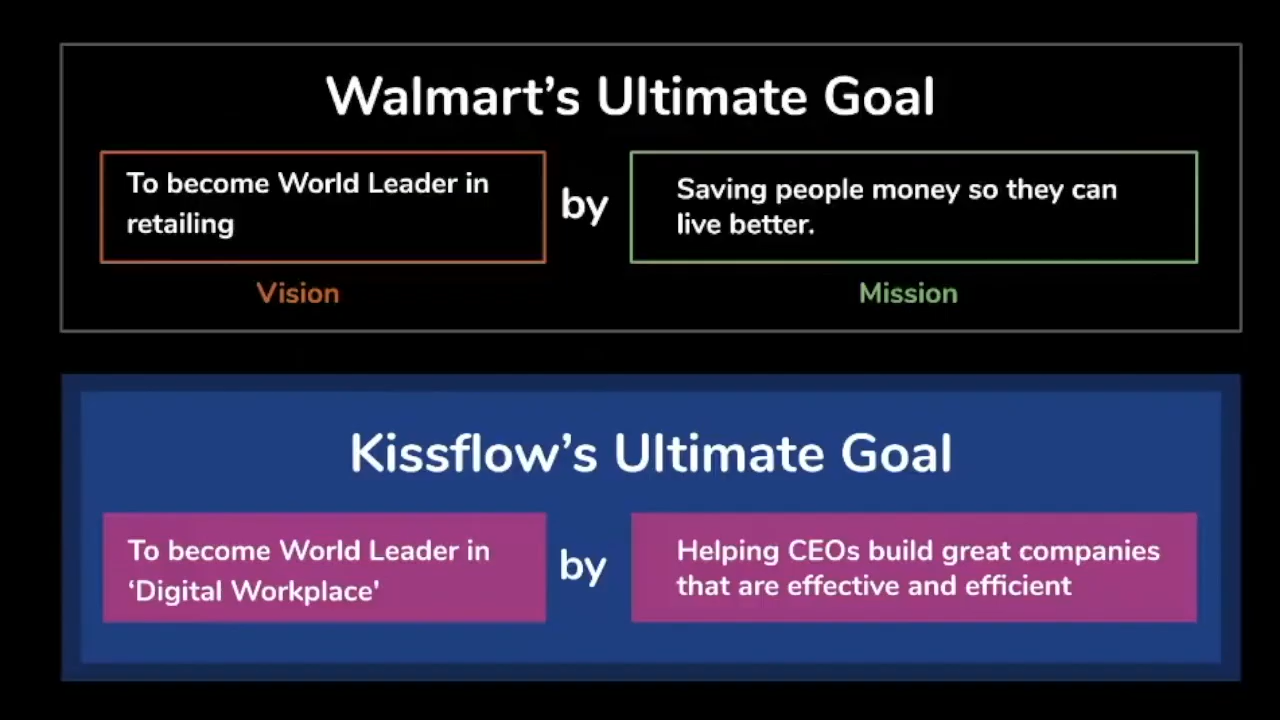 Walmart’s Ultimate Goal
To become World Leader in
retailing
by
Saving people money so they can
live better.
Vision
Mission
Kissflow’s Ultimate Goal
To become World Leader in
‘Digital Workplace’
by
Helping CEOs build great companies
that are effective and efficient